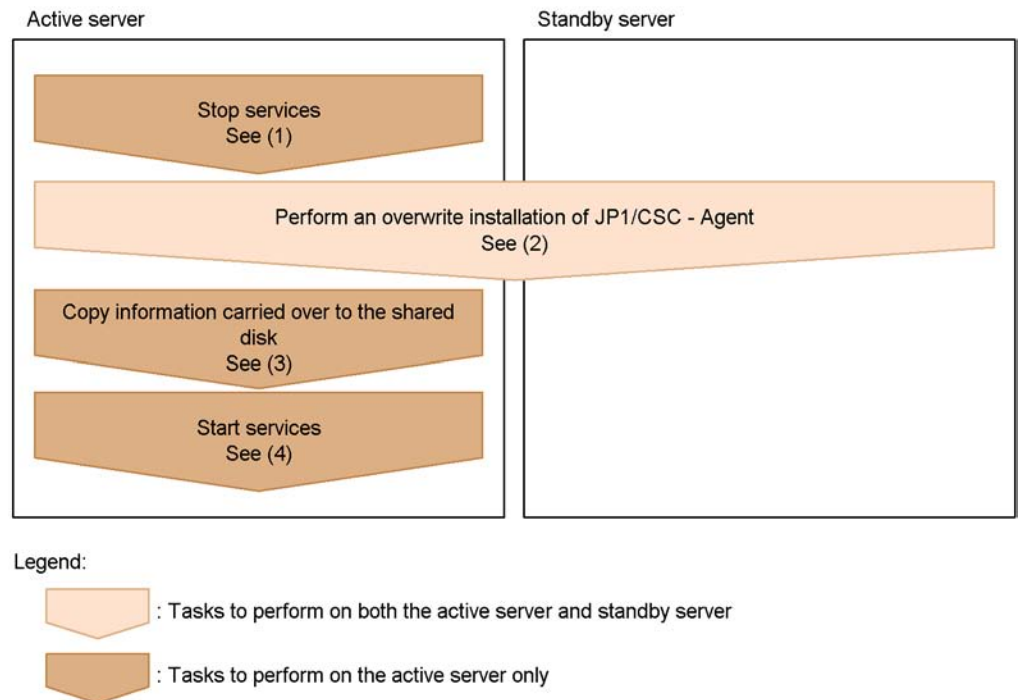 Active server
Standby server
Stop services
See (1)
Perform an overwrite installation of JP1/CSC - Agent
See (2)
Copy information carried over to the shared
disk
See (3)
Start services
See (4)
Legend:
: Tasks to perform on both the active server and standby server
: Tasks to perform on the active server only